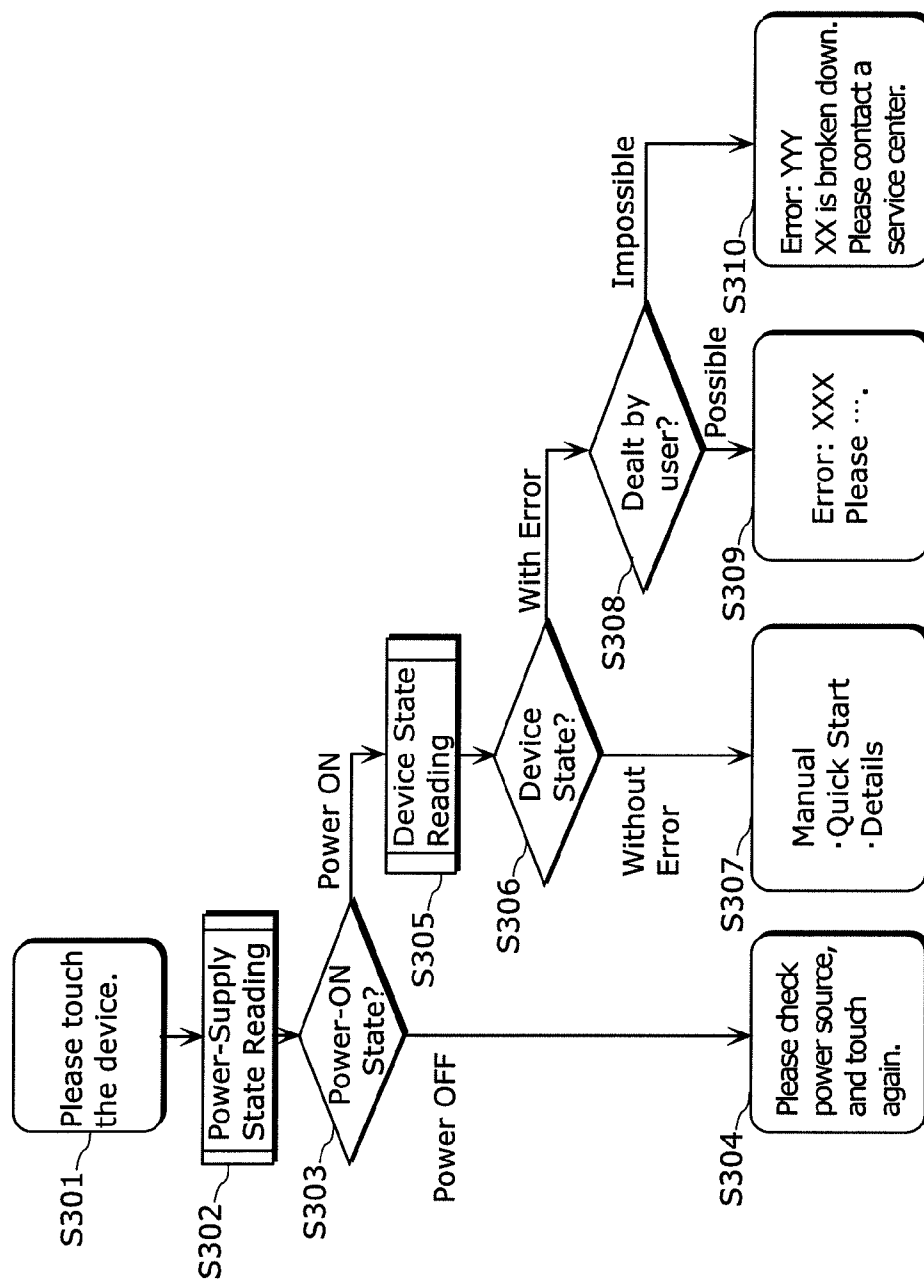 S301
Please touch
the device.
S302
Power-Supply
State Reading
S303
Power-ON
State?
Power ON
Power OFF
S304
Please check
power source,
and touch
again.
S305
Device State
Reading
S306
Device
State?
With Error
Without
Error
S307
Manual
·Quick Start
·Details
S308
Dealt by
user?
Impossible
Possible
S309
Error: XXX
Please ···.
S310
Error: YYY
XX is broken down.
Please contact a
service center.